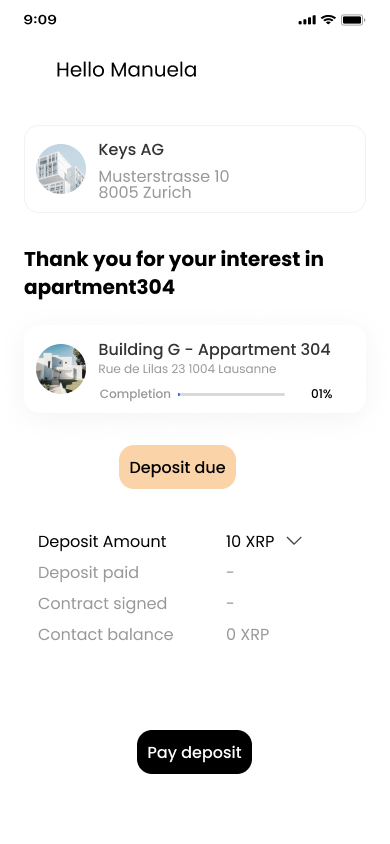 9:09
Hello Manuela
Keys AG
Musterstrasse 10
8005 Zurich
Thank you for your interest in
apartment304
Building G - Appartment 304
Rue de Lilas 23 1004 Lausanne
Completion 01%
Deposit due
Deposit Amount 10 XRP
Deposit paid -
Contract signed -
Contact balance 0 XRP
Pay deposit